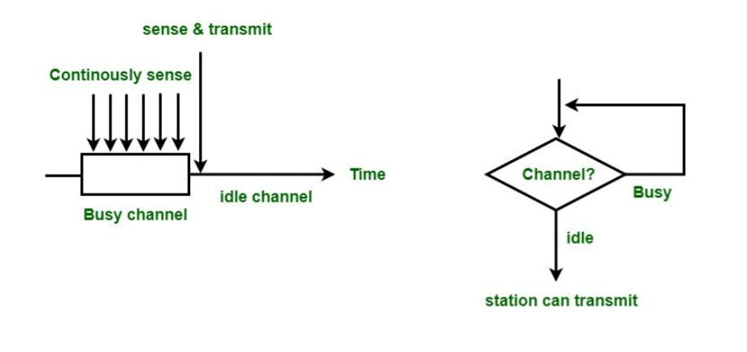 sense & transmit
Continously sense
Time
idle channel
Busy channel
Channel?
Busy
idle
station can transmit